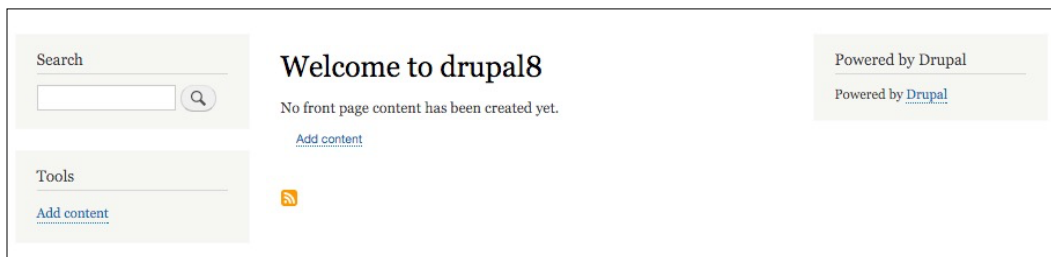 Search
Tools
Add content
Welcome to drupal8
No front page content has been created yet.
Add content
Powered by Drupal
Powered by Drupal